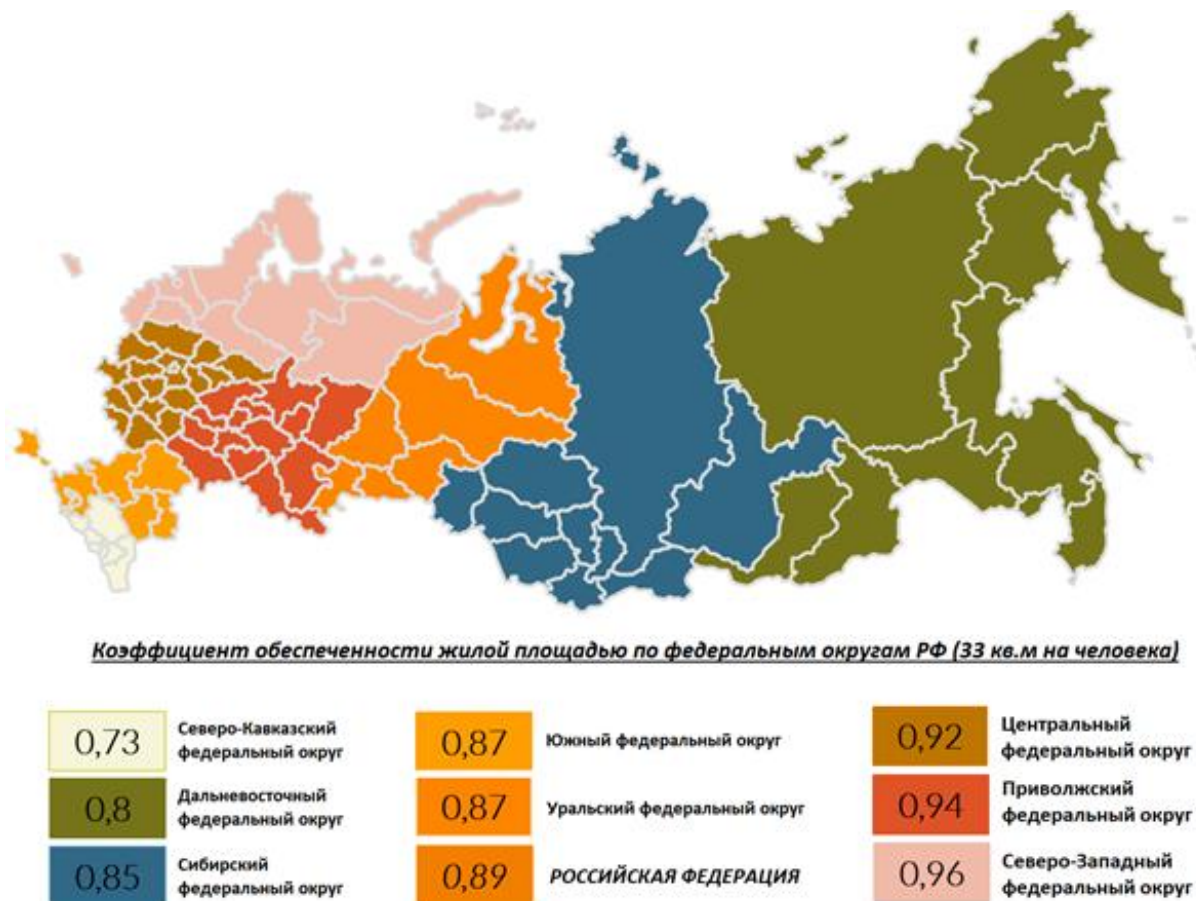 Коэффициент обеспеченности жилой площадью по федеральным округам РФ (33 кв.м на человека)
0,73
Северо-Кавказский
федеральный округ
0,8
Дальневосточный
федеральный округ
0,85
Сибирский
федеральный округ
0,87
Южный федеральный округ
0,87
Уральский федеральный округ
0,89
РОССИЙСКАЯ ФЕДЕРАЦИЯ
0,92
Центральный
федеральный округ
0,94
Приволжский
федеральный округ
0,96
Северо-Западный
федеральный округ